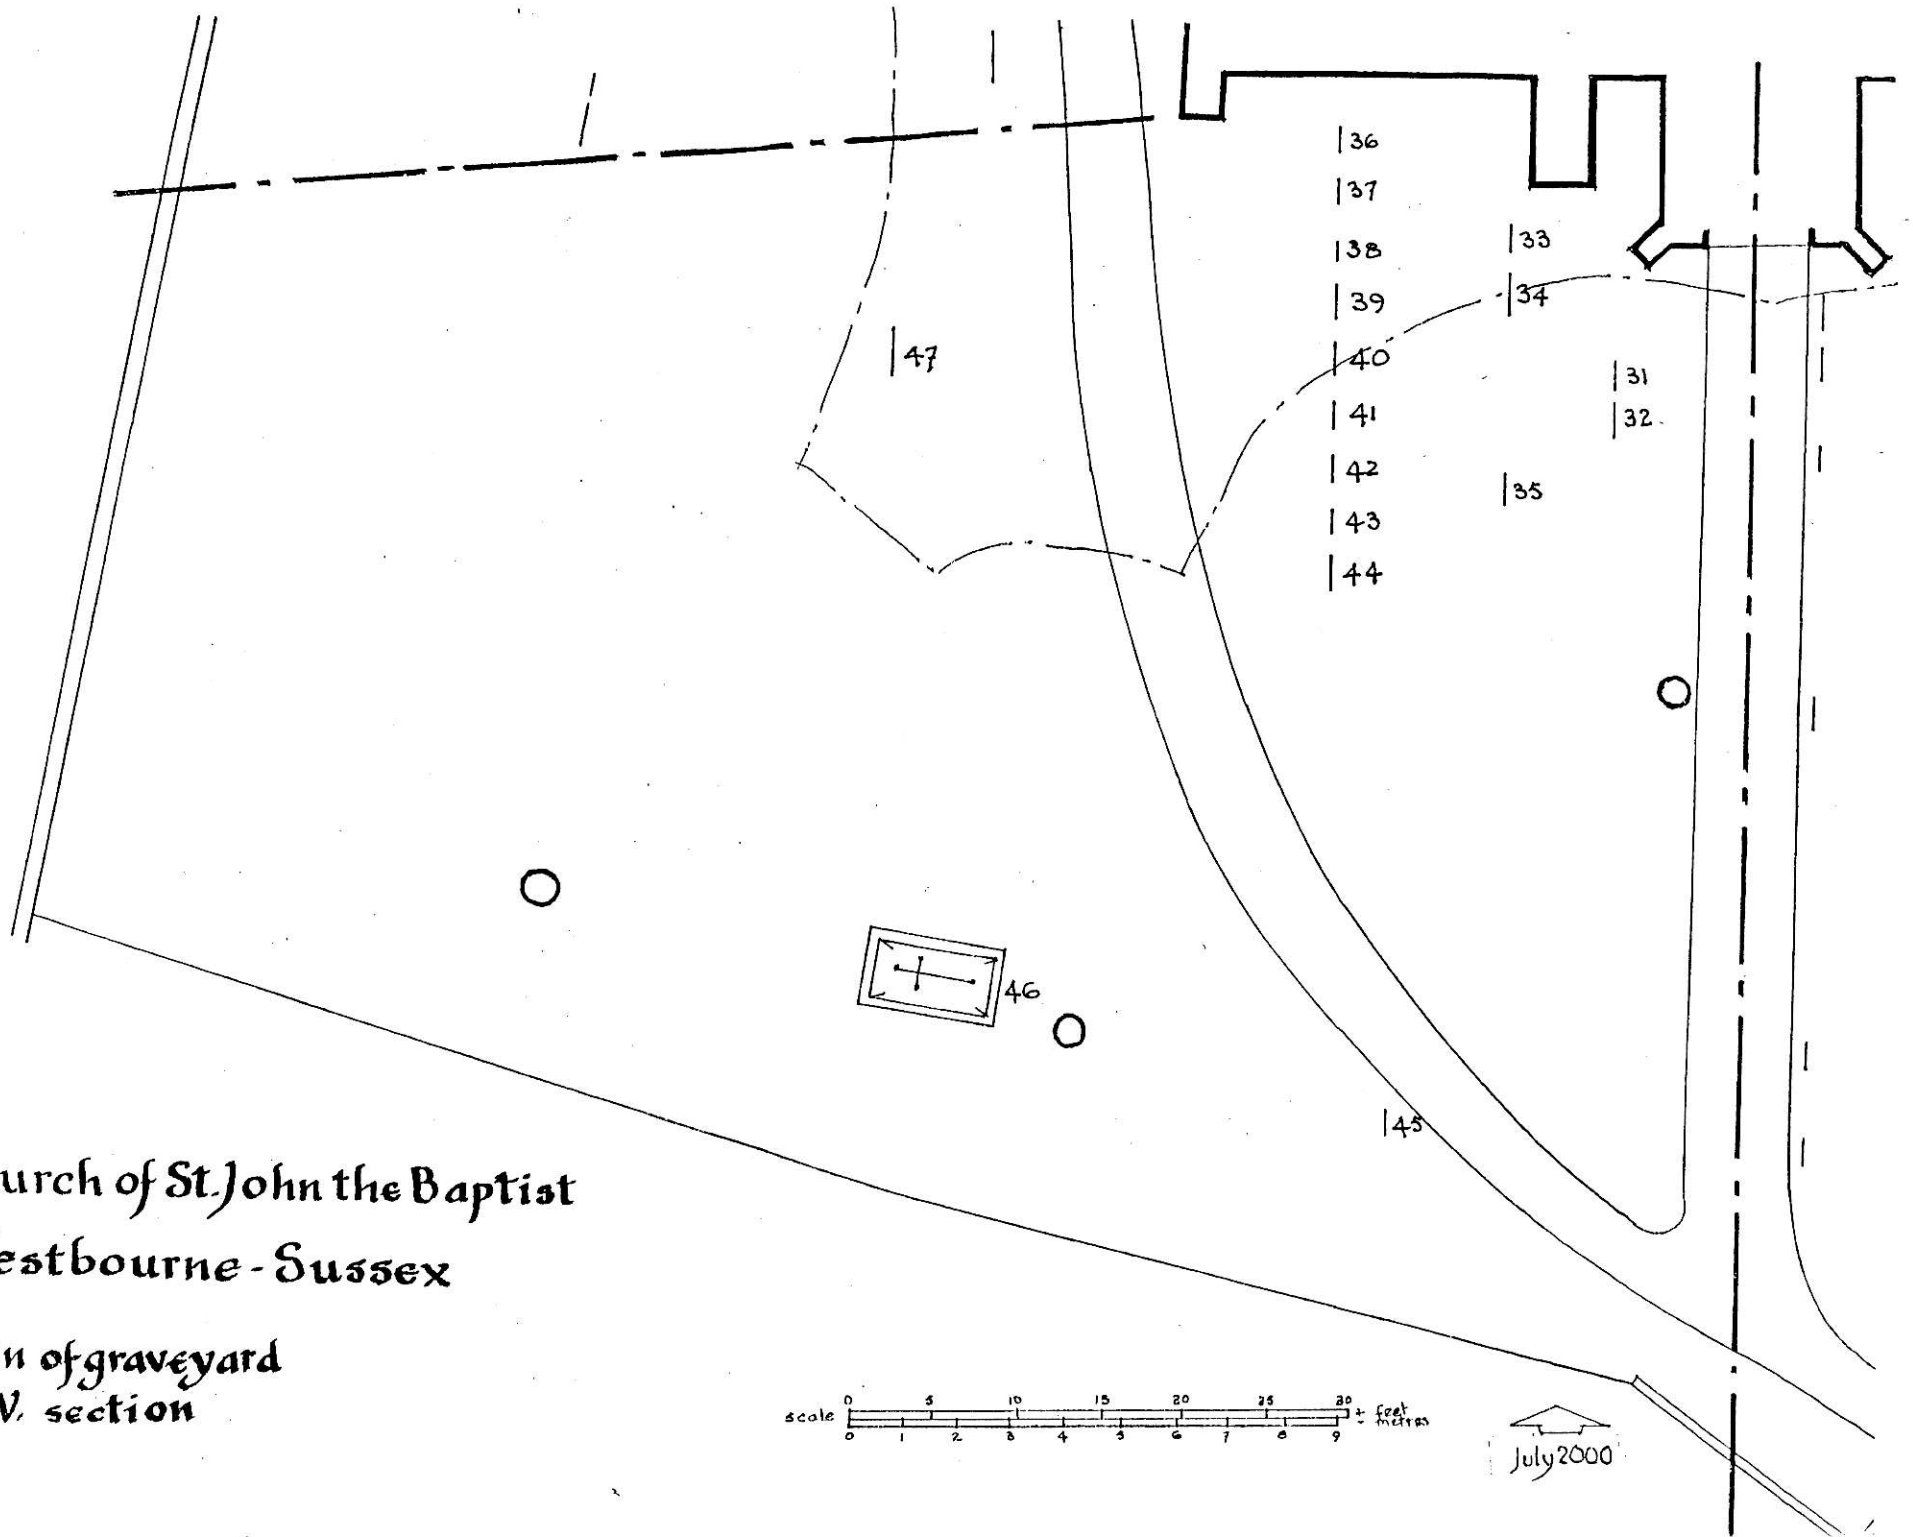 36
37
38
33
39
34
47
40
31
41
32
42
35
43
44
46
45
urch of St. John the Baptist
estbourne - Sussex
n of graveyard
W. section
0 5 10 15 20 25 30
scale + feet
- metres
0 1 2 3 4 5 6 7 8 9
July 2000